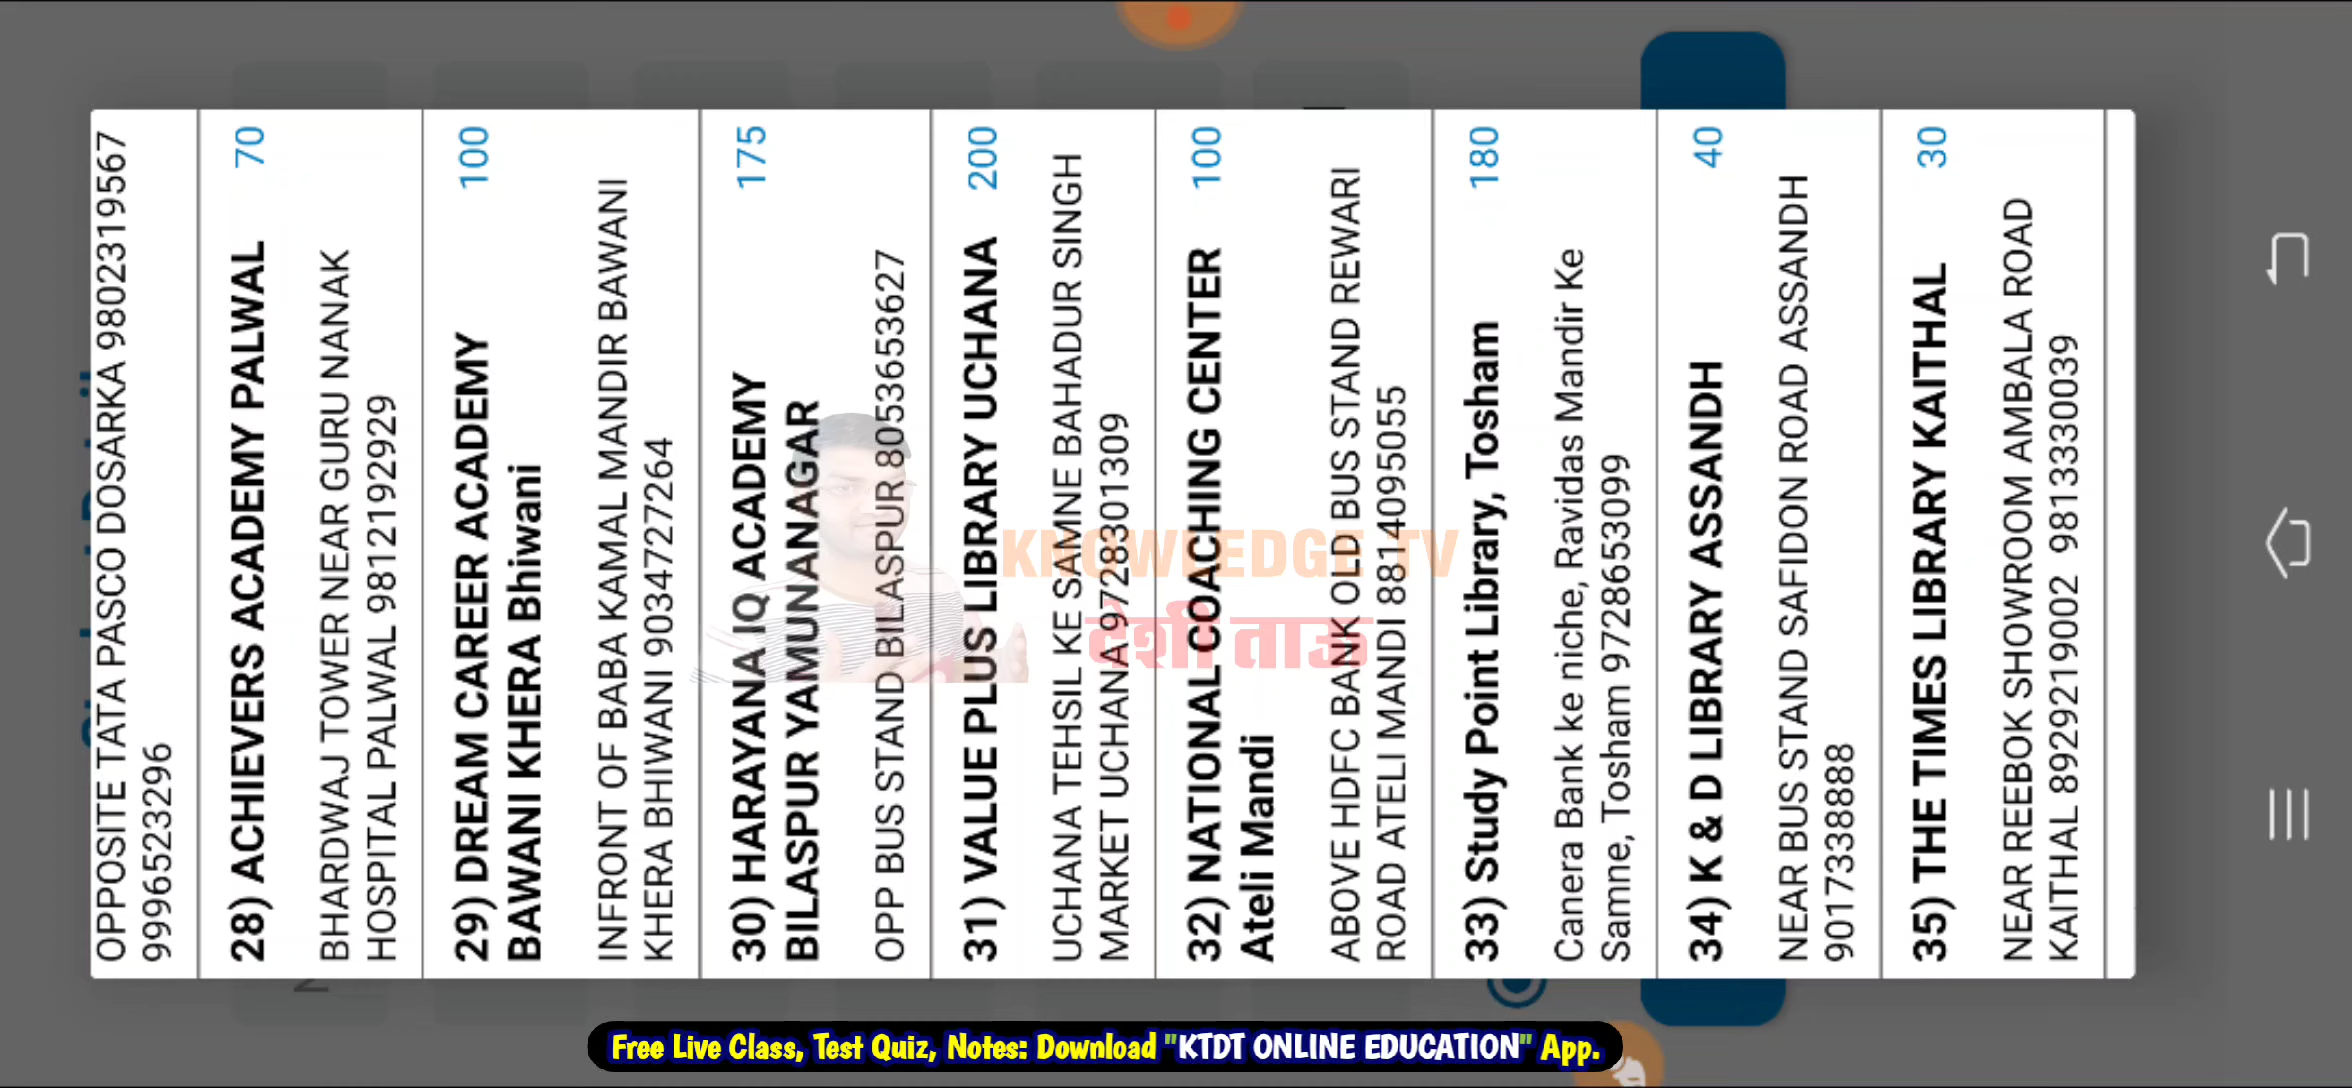 OPPOSITE TATA PASCO DOSARKA 9802319567
9996523296
28) ACHIEVERS ACADEMY PALWAL 70
BHARDWAJ TOWER NEAR GURU NANAK
HOSPITAL PALWAL 9812192929
29) DREAM CAREER ACADEMY 100
BAWANI KHERA Bhiwani
INFRONT OF BABA KAMAL MANDIR BAWANI
KHERA BHIWANI 9034727264
30) HARAYANA IQ ACADEMY 175
BILASPUR YAMUNANAGAR
OPP BUS STAND BILASPUR 8053653627
31) VALUE PLUS LIBRARY UCHANA 200
UCHANA TEHSIL KE SAMNE BAHADUR SINGH
MARKET UCHANA 9728301309
32) NATIONAL COACHING CENTER 100
Ateli Mandi
ABOVE HDFC BANK OLD BUS STAND REWARI
ROAD ATELI MANDI 8814095055
33) Study Point Library, Tosham 180
Canera Bank ke niche, Ravidas Mandir Ke
Samne, Tosham 9728653099
34) K & D LIBRARY ASSANDH 40
NEAR BUS STAND SAFIDON ROAD ASSANDH
9017338888
35) THE TIMES LIBRARY KAITHAL 30
NEAR REEBOK SHOWROOM AMBALA ROAD
KAITHAL 8929219002 9813330039
KNOWLEDGE TV
देशी ताऊ
Free Live Class, Test Quiz, Notes: Download "KTDT ONLINE EDUCATION" App.